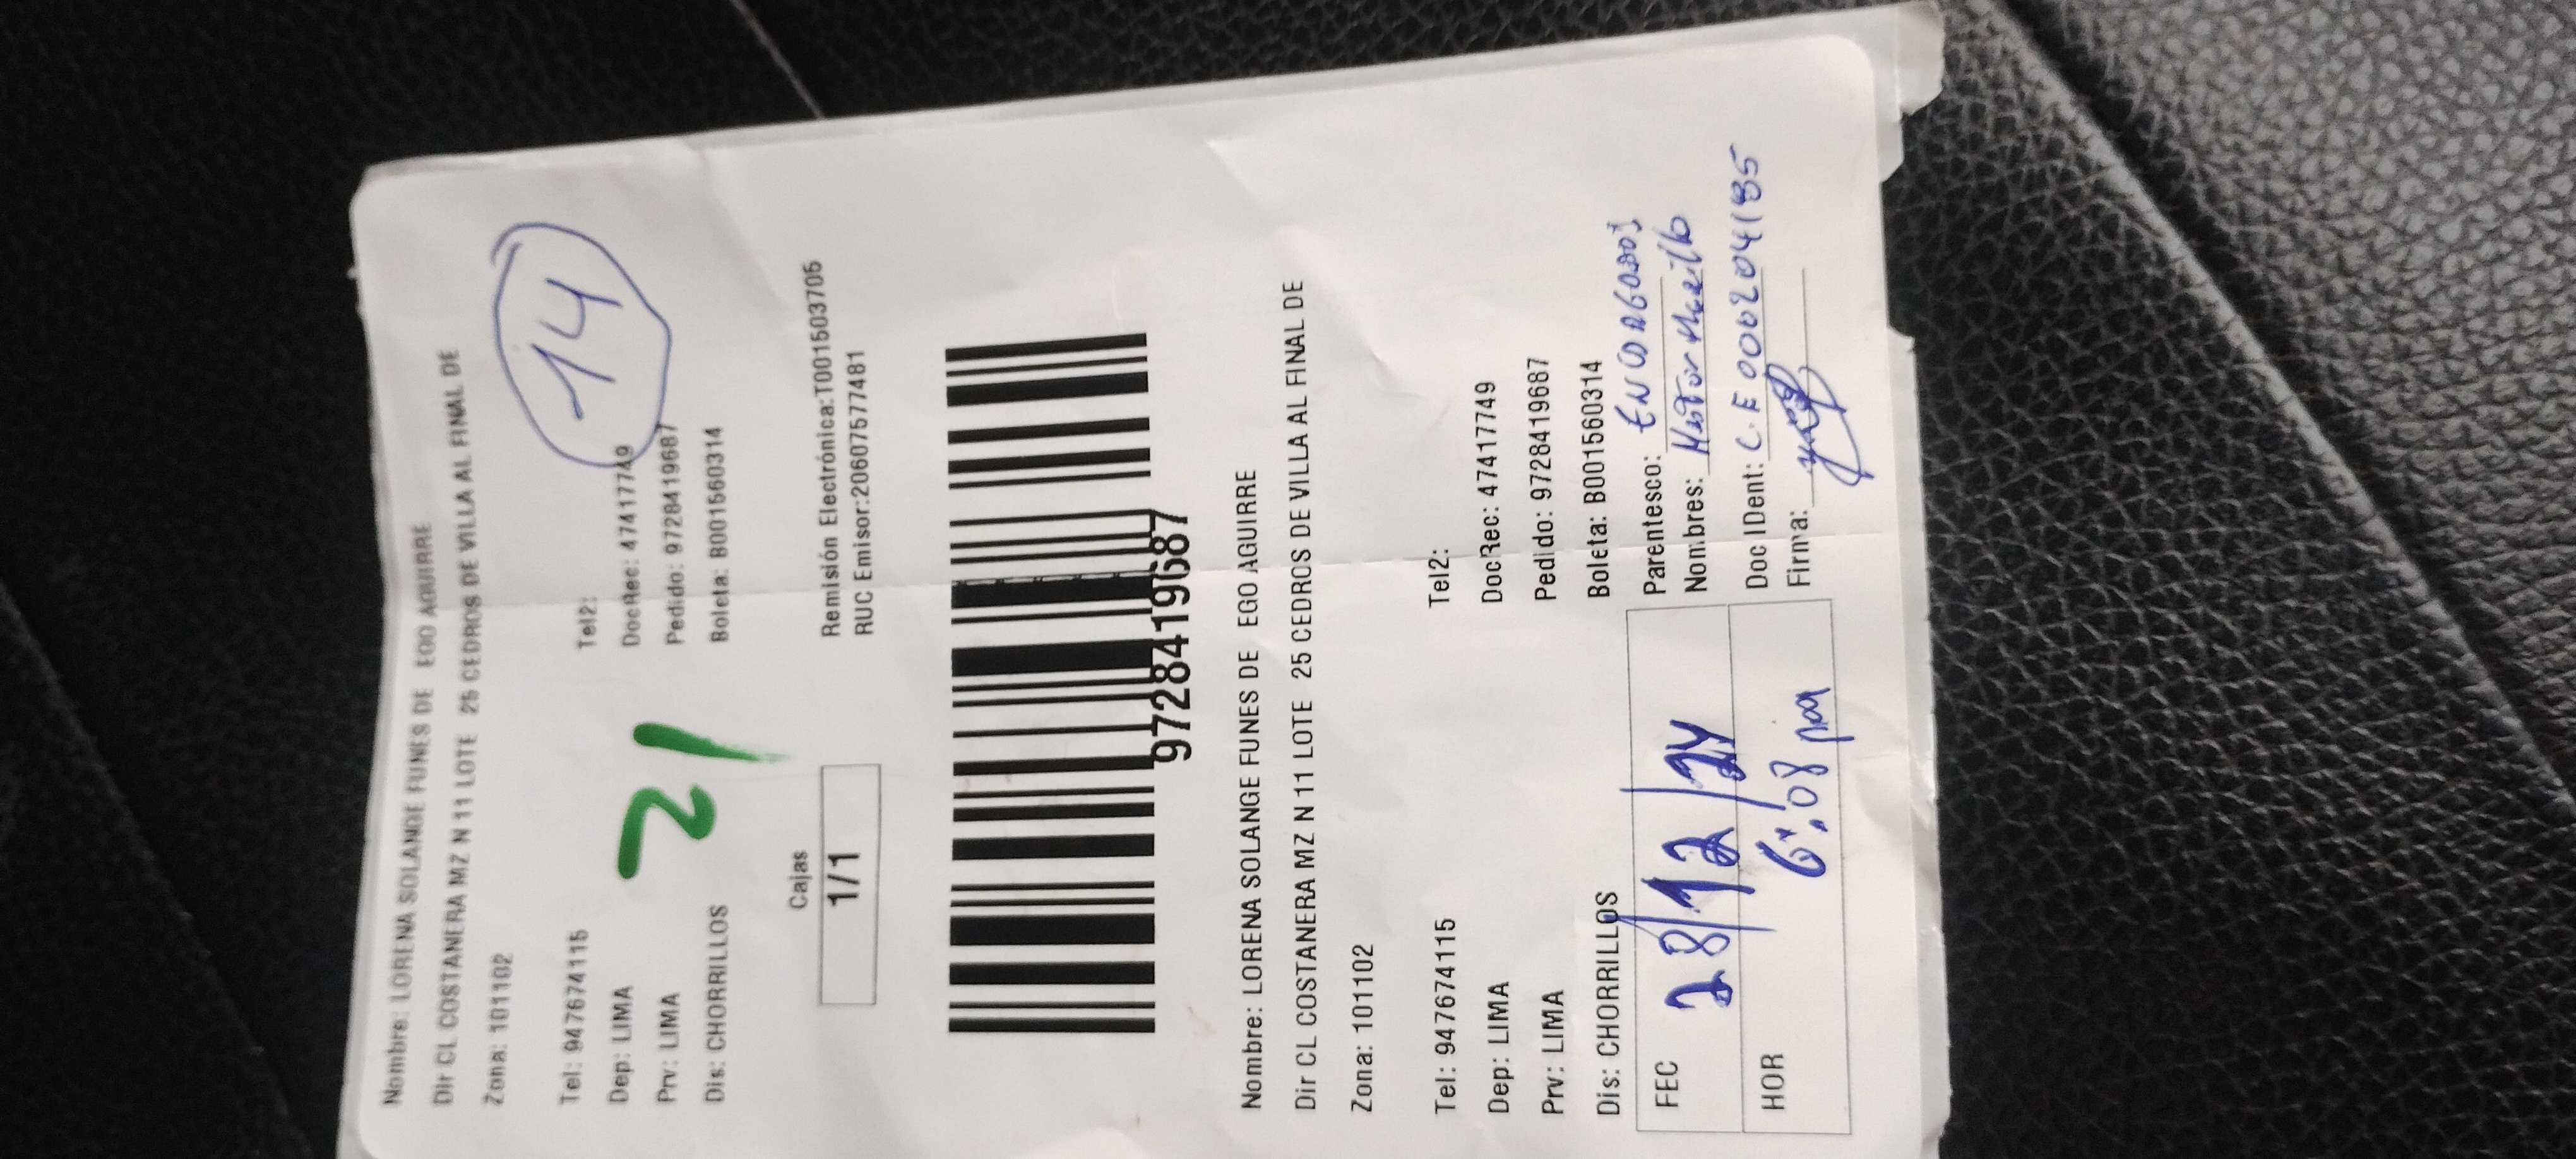 Nombre: LORENA SOLANGE FUNES DE EGO AGUIRRE
Dir CL COSTANERA MZ N 11 LOTE 25 CEDROS DE VILLA AL FINAL DE
Zona: 101102
14
Tel: 947674115 Tel2:
Dep: LIMA DocRec: 47417749
Prv: LIMA Pedido: 97284196​87
Dis: CHORRILLOS Boleta: B001560314
21
Cajas
1/1
Remisión Electrónica:T001503705
RUC Emisor:20607577481
9728419687
Nombre: LORENA SOLANGE FUNES DE EGO AGUIRRE
Dir CL COSTANERA MZ N 11 LOTE 25 CEDROS DE VILLA AL FINAL DE
Zona: 101102
Tel: 947674115 Tel2:
Dep: LIMA DocRec: 47417749
Prv: LIMA Pedido: 9728419687
Dis: CHORRILLOS Boleta: B001560314
FEC 28/12/24
HOR 6:08 pm
Parentesco:
Nombres:
Doc IDent: C.E 000204185
Firma: